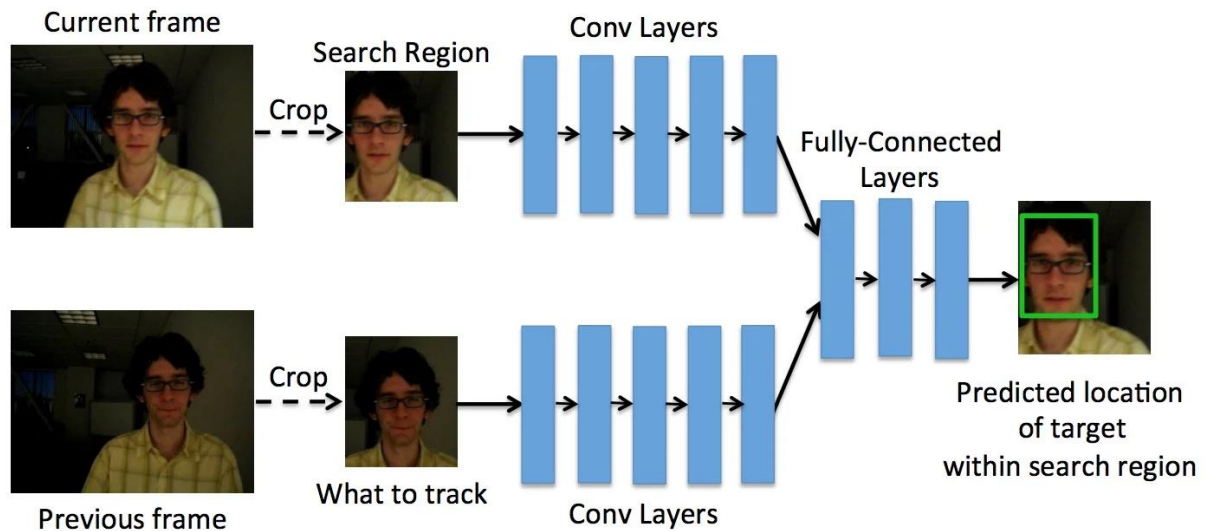 Current frame
Search Region
Conv Layers
Crop
Fully-Connected
Layers
Crop
Predicted location
of target
within search region
What to track
Conv Layers
Previous frame